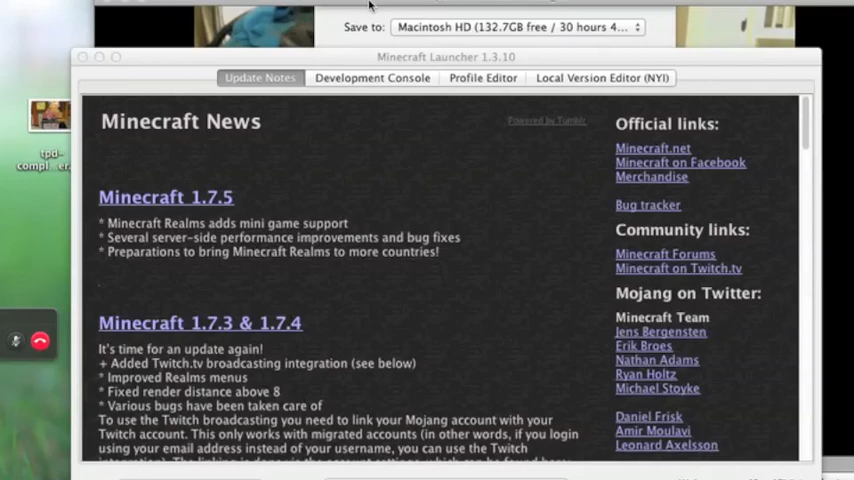 Save to: Macintosh HD (132.7GB free / 30 hours 4...
Minecraft Launcher 1.3.10
Update Notes Development Console Profile Editor Local Version Editor (NYI)
Minecraft News
Powered by Tumblr
Minecraft 1.7.5
* Minecraft Realms adds mini game support
* Several server-side performance improvements and bug fixes
* Preparations to bring Minecraft Realms to more countries!
Minecraft 1.7.3 & 1.7.4
It's time for an update again!
+ Added Twitch.tv broadcasting integration (see below)
* Improved Realms menus
* Fixed render distance above 8
* Various bugs have been taken care of
To use the Twitch broadcasting you need to link your Mojang account with your
Twitch account. This only works with migrated accounts (in other words, if you login
using your email address instead of your username, you can use the Twitch
Official links:
Minecraft.net
Minecraft on Facebook
Merchandise
Bug tracker
Community links:
Minecraft Forums
Minecraft on Twitch.tv
Mojang on Twitter:
Minecraft Team
Jens Bergensten
Erik Broes
Nathan Adams
Ryan Holtz
Michael Stoyke
Daniel Frisk
Amir Moulavi
Leonard Axelsson
tpd-
compl...